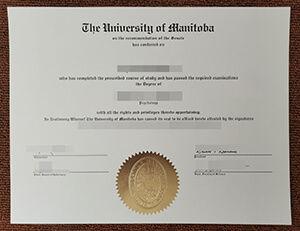 The University of Manitoba
on the recommendation of the Senate
has conferred on
who has completed the prescribed course of study and has passed the required examinations
the Degree of
Psychology
with all the rights and privileges thereto appertaining
In Testimony Whereof The University of Manitoba has caused its seal to be affixed hereto attested by the signatures